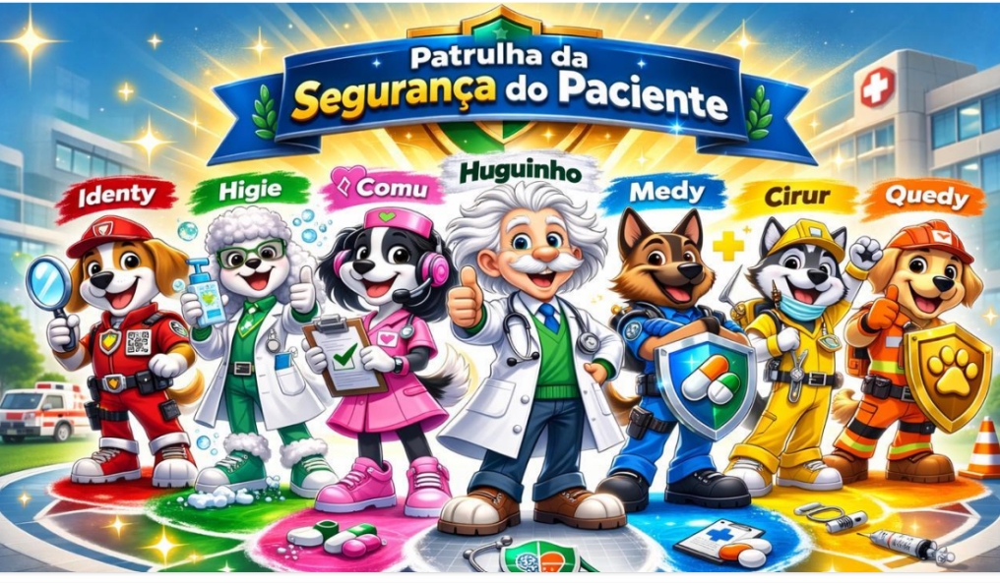 Patrulha da
Segurança do Paciente
Identy
Higie
Comu
Huguinho
Medy
Cirur
Quedy